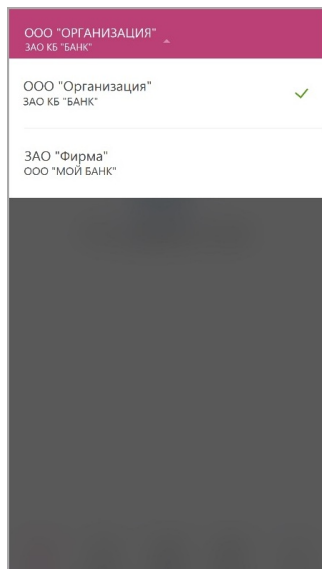 ООО "ОРГАНИЗАЦИЯ"
ЗАО КБ "БАНК"
ООО "Организация"
ЗАО КБ "БАНК"
ЗАО "Фирма"
ООО "МОЙ БАНК"